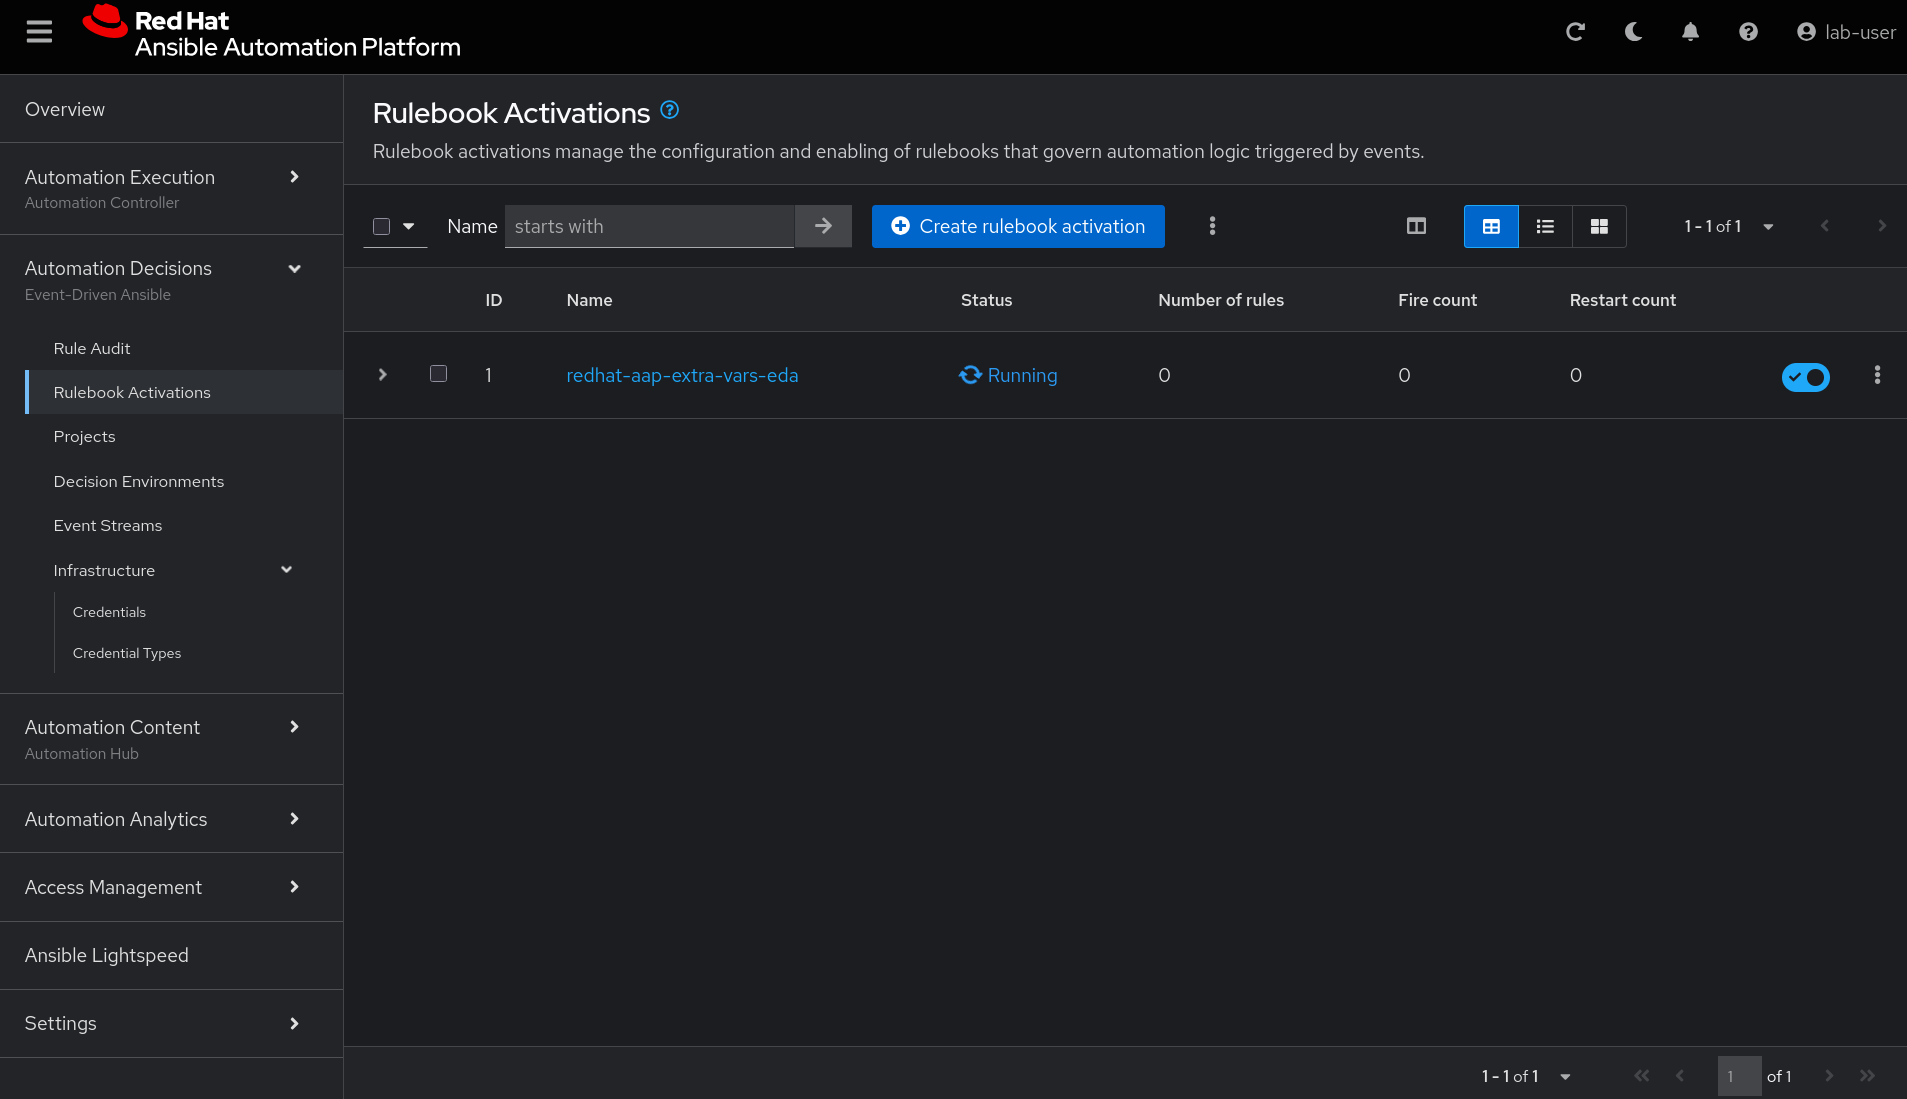 Red Hat
Ansible Automation Platform
lab-user
Overview
Automation Execution
Automation Controller
Automation Decisions
Event-Driven Ansible
Rule Audit
Rulebook Activations
Projects
Decision Environments
Event Streams
Infrastructure
Credentials
Credential Types
Automation Content
Automation Hub
Automation Analytics
Access Management
Ansible Lightspeed
Settings
Rulebook Activations
Rulebook activations manage the configuration and enabling of rulebooks that govern automation logic triggered by events.
Name starts with Create rulebook activation 1 - 1 of 1
ID Name Status Number of rules Fire count Restart count
1 redhat-aap-extra-vars-eda Running 0 0 0
1 - 1 of 1 1 of 1